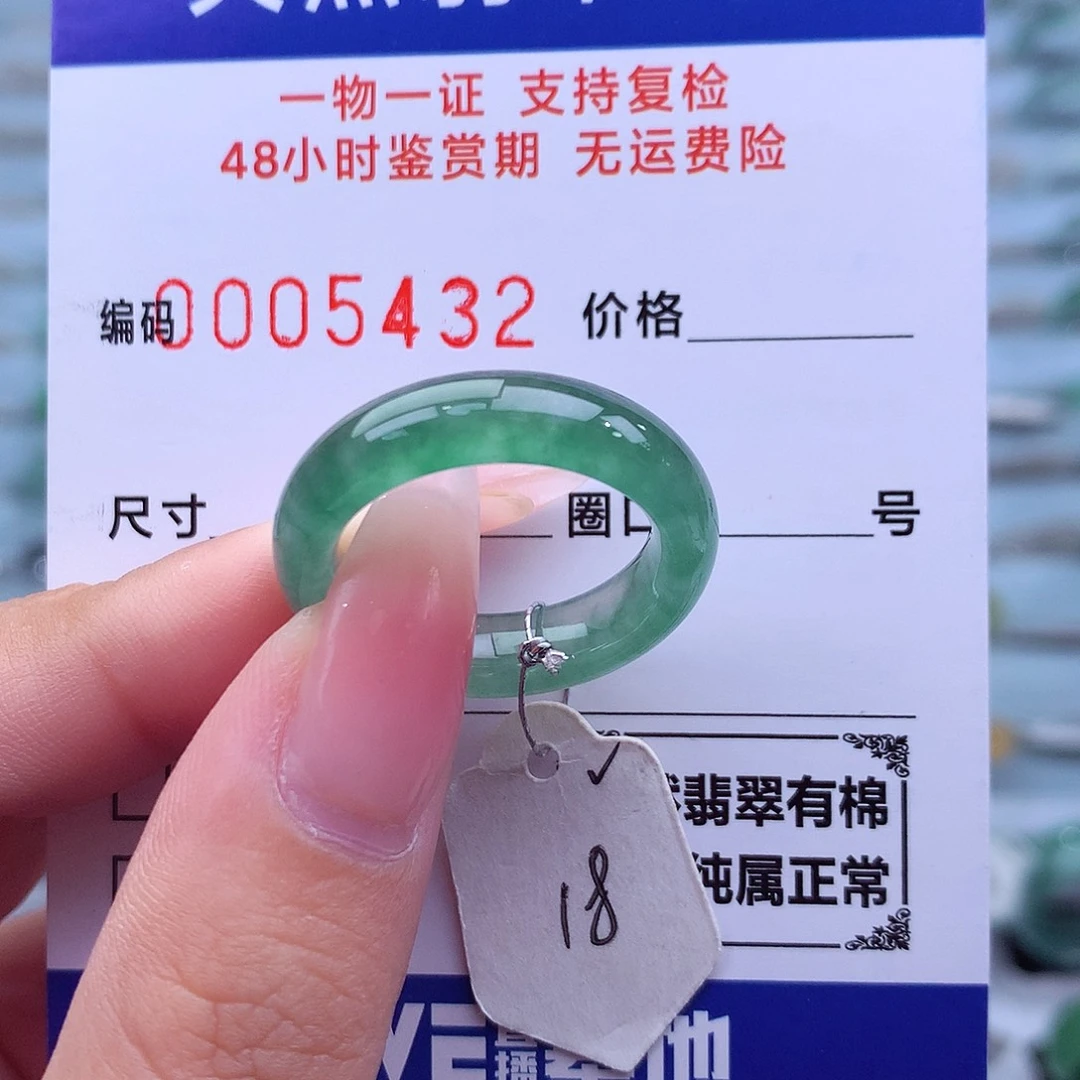 一物一证 支持复检
48小时鉴赏期 无运费险
编码0005432 价格
尺寸 圈口 号
✓
18
翡翠有棉
纯属正常